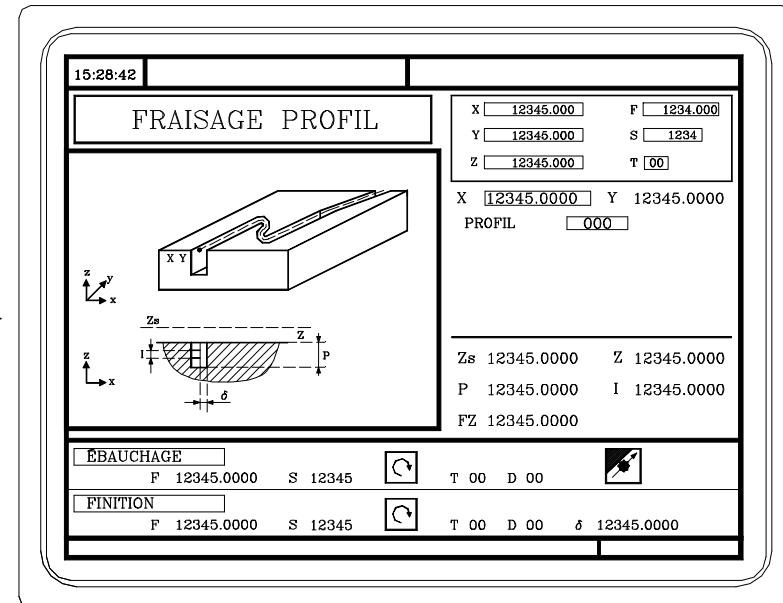 15:28:42
FRAISAGE PROFIL
X 12345.000 F 1234.000
Y 12345.000 S 1234
Z 12345.000 T 00
X 12345.0000 Y 12345.0000
PROFIL 000
X Y
z
y
x
Zs
Z
I
P
z
x
δ
Zs 12345.0000 Z 12345.0000
P 12345.0000 I 12345.0000
FZ 12345.0000
ÉBAUCHAGE
F 12345.0000 S 12345 T 00 D 00
FINITION
F 12345.0000 S 12345 T 00 D 00 δ 12345.0000